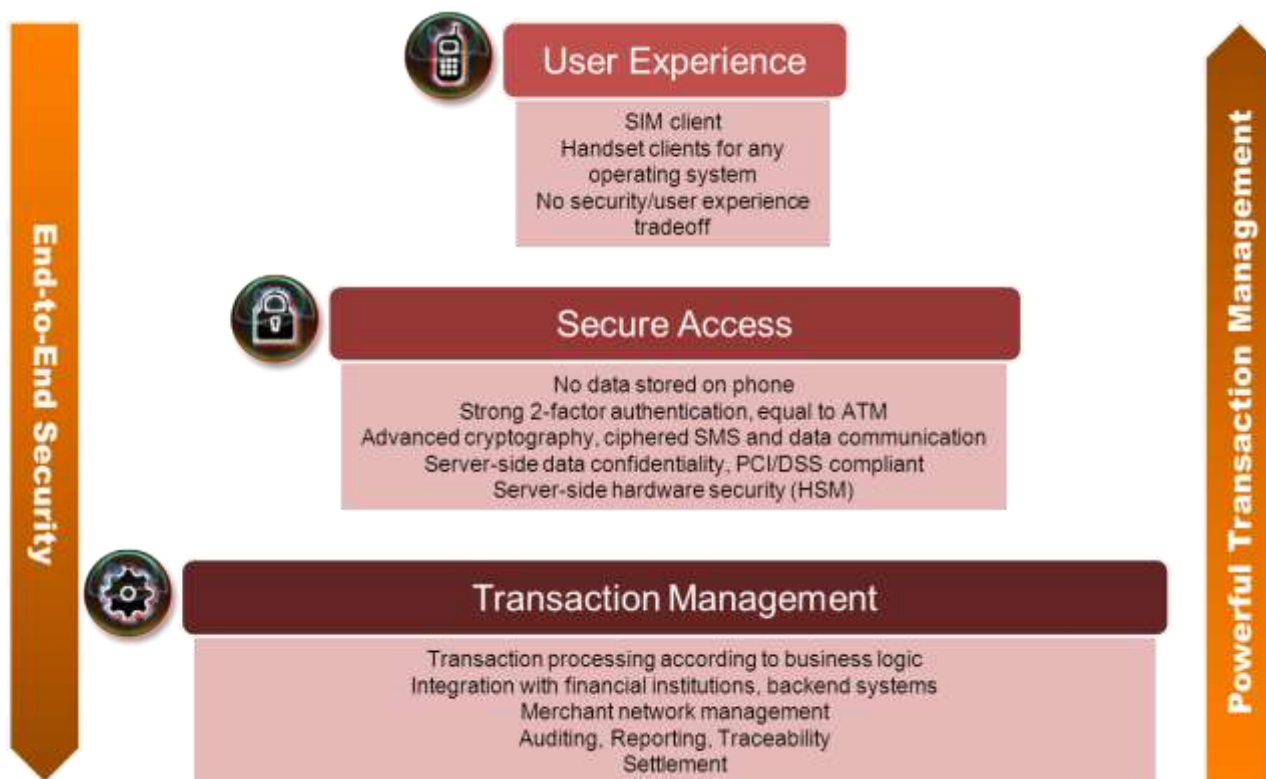 End-to-End Security
User Experience
SIM client
Handset clients for any
operating system
No security/user experience
tradeoff
Secure Access
No data stored on phone
Strong 2-factor authentication, equal to ATM
Advanced cryptography, ciphered SMS and data communication
Server-side data confidentiality, PCI/DSS compliant
Server-side hardware security (HSM)
Transaction Management
Transaction processing according to business logic
Integration with financial institutions, backend systems
Merchant network management
Auditing, Reporting, Traceability
Settlement
Powerful Transaction Management